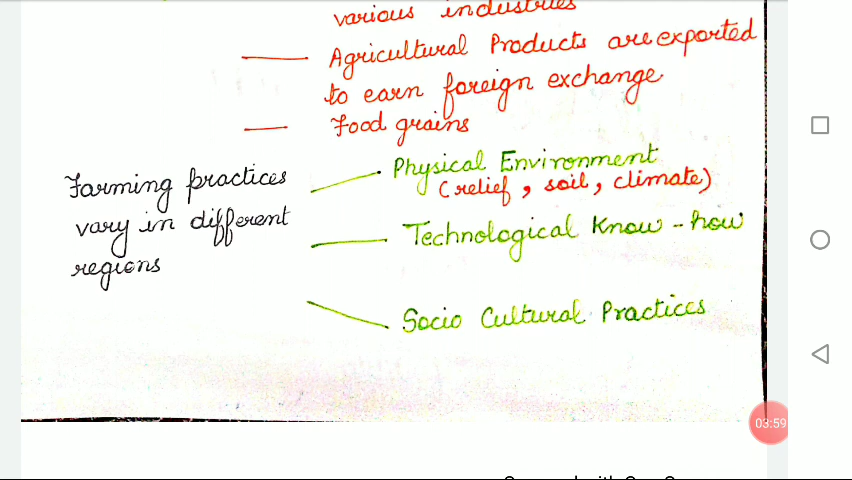 various industries
Agricultural Products are exported
to earn foreign exchange
Food grains
Farming practices
vary in different
regions
Physical Environment
(relief, soil, climate)
Technological Know-how
Socio Cultural Practices
03:59